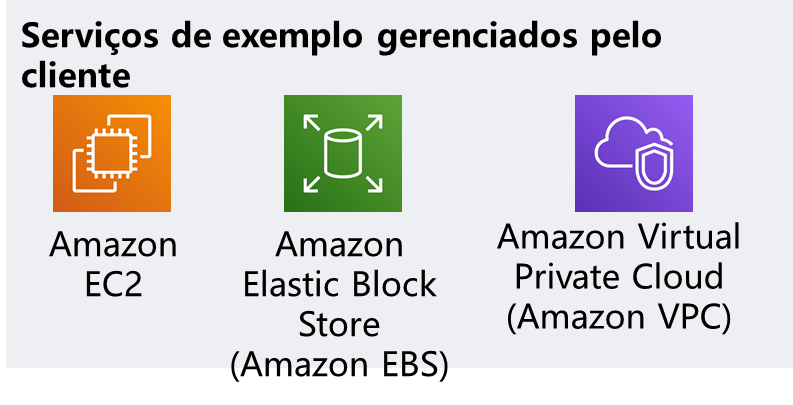 Serviços de exemplo gerenciados pelo
cliente
Amazon
EC2
Amazon
Elastic Block
Store
(Amazon EBS)
Amazon Virtual
Private Cloud
(Amazon VPC)